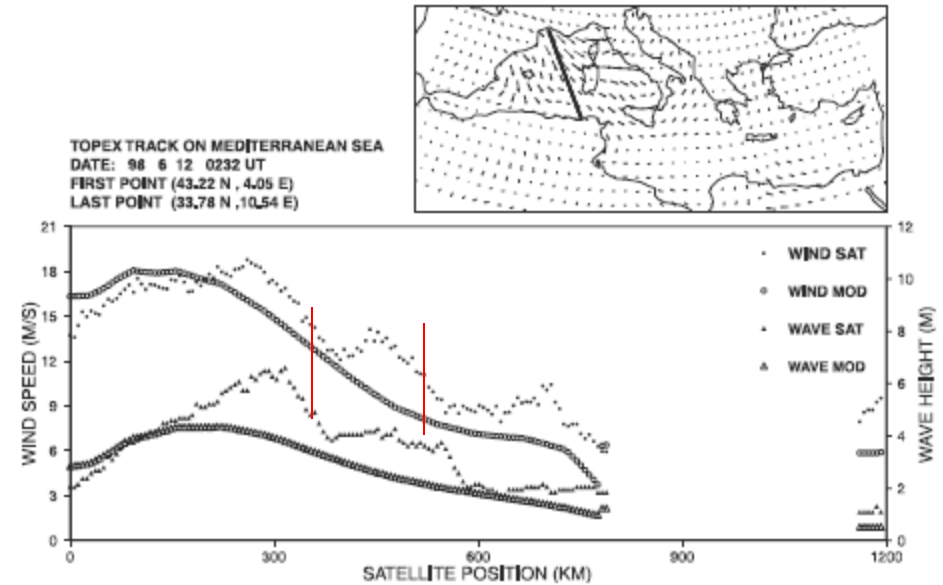 TOPEX TRACK ON MEDITERRANEAN SEA
DATE: 98 6 12 0232 UT
FIRST POINT (43.22 N , 4.05 E)
LAST POINT (33.78 N ,10.54 E)
21
18
15
12
9
6
3
0
WIND SPEED (M/S)
12
10
8
6
4
2
0
WAVE HEIGHT (M)
WIND SAT
WIND MOD
WAVE SAT
WAVE MOD
0
300
600
900
1200
SATELLITE POSITION (KM)